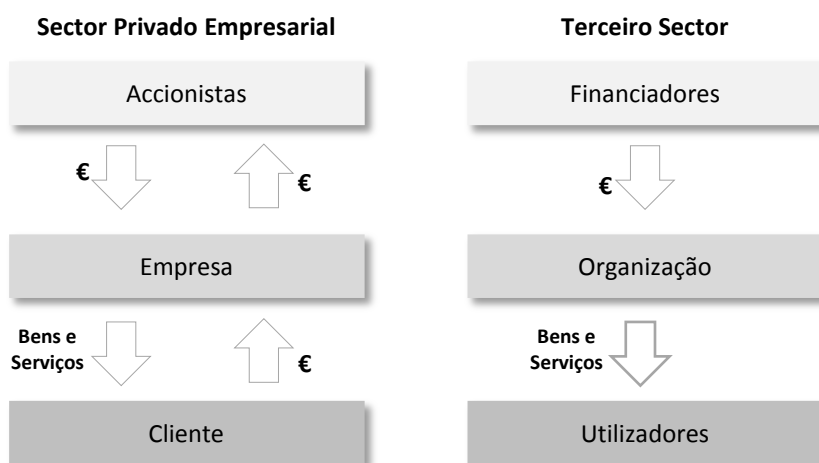 Sector Privado Empresarial
Accionistas
€
€
Empresa
Bens e
Serviços
€
Cliente
Terceiro Sector
Financiadores
€
Organização
Bens e
Serviços
Utilizadores